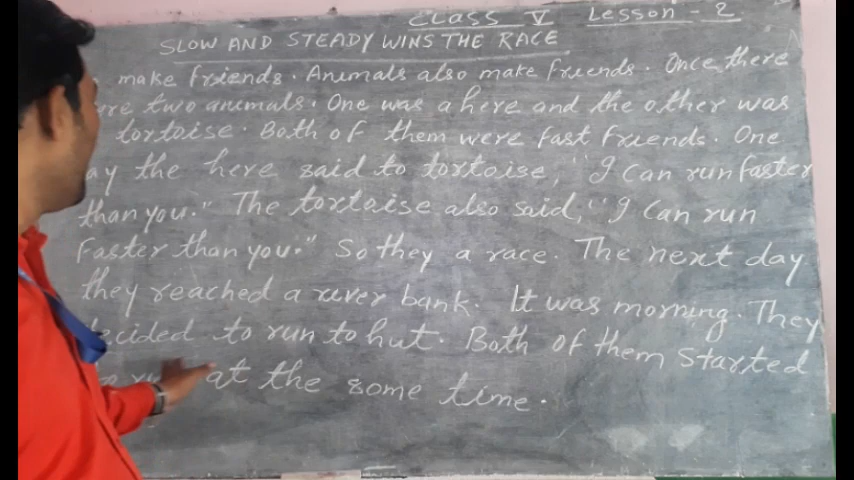 CLASS V Lesson - 2
SLOW AND STEADY WINS THE RACE
make friends. Animals also make friends. Once there
two animals. One was a here and the other was
tortoise. Both of them were fast friends. One
the here said to tortoise, "I can run faster
than you." The tortoise also said, "I can run
Faster than you." So they a race. The next day
they reached a river bank. It was morning. They
decided to run to hut. Both of them started
at the some time.